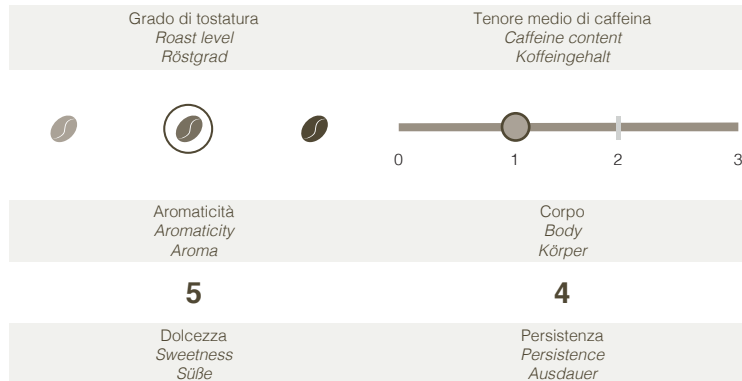 Grado di tostatura
Roast level
Röstgrad
Tenore medio di caffeina
Caffeine content
Koffeingehalt
0 1 2 3
Aromaticità
Aromaticity
Aroma
Corpo
Body
Körper
5
4
Dolcezza
Sweetness
Süße
Persistenza
Persistence
Ausdauer